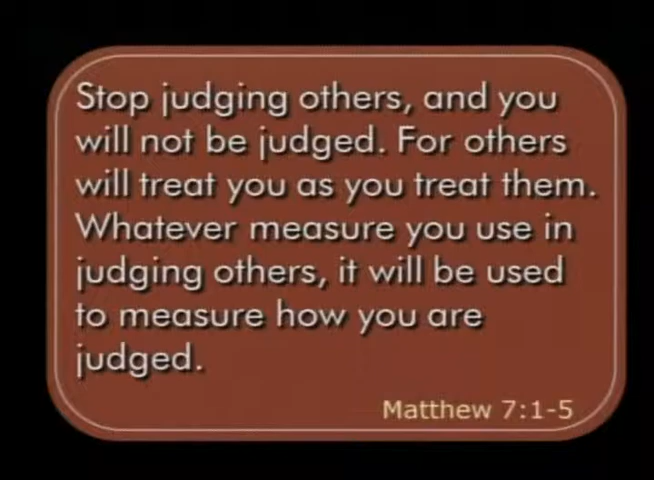 Stop judging others, and you
will not be judged. For others
will treat you as you treat them.
Whatever measure you use in
judging others, it will be used
to measure how you are
judged.
Matthew 7:1-5